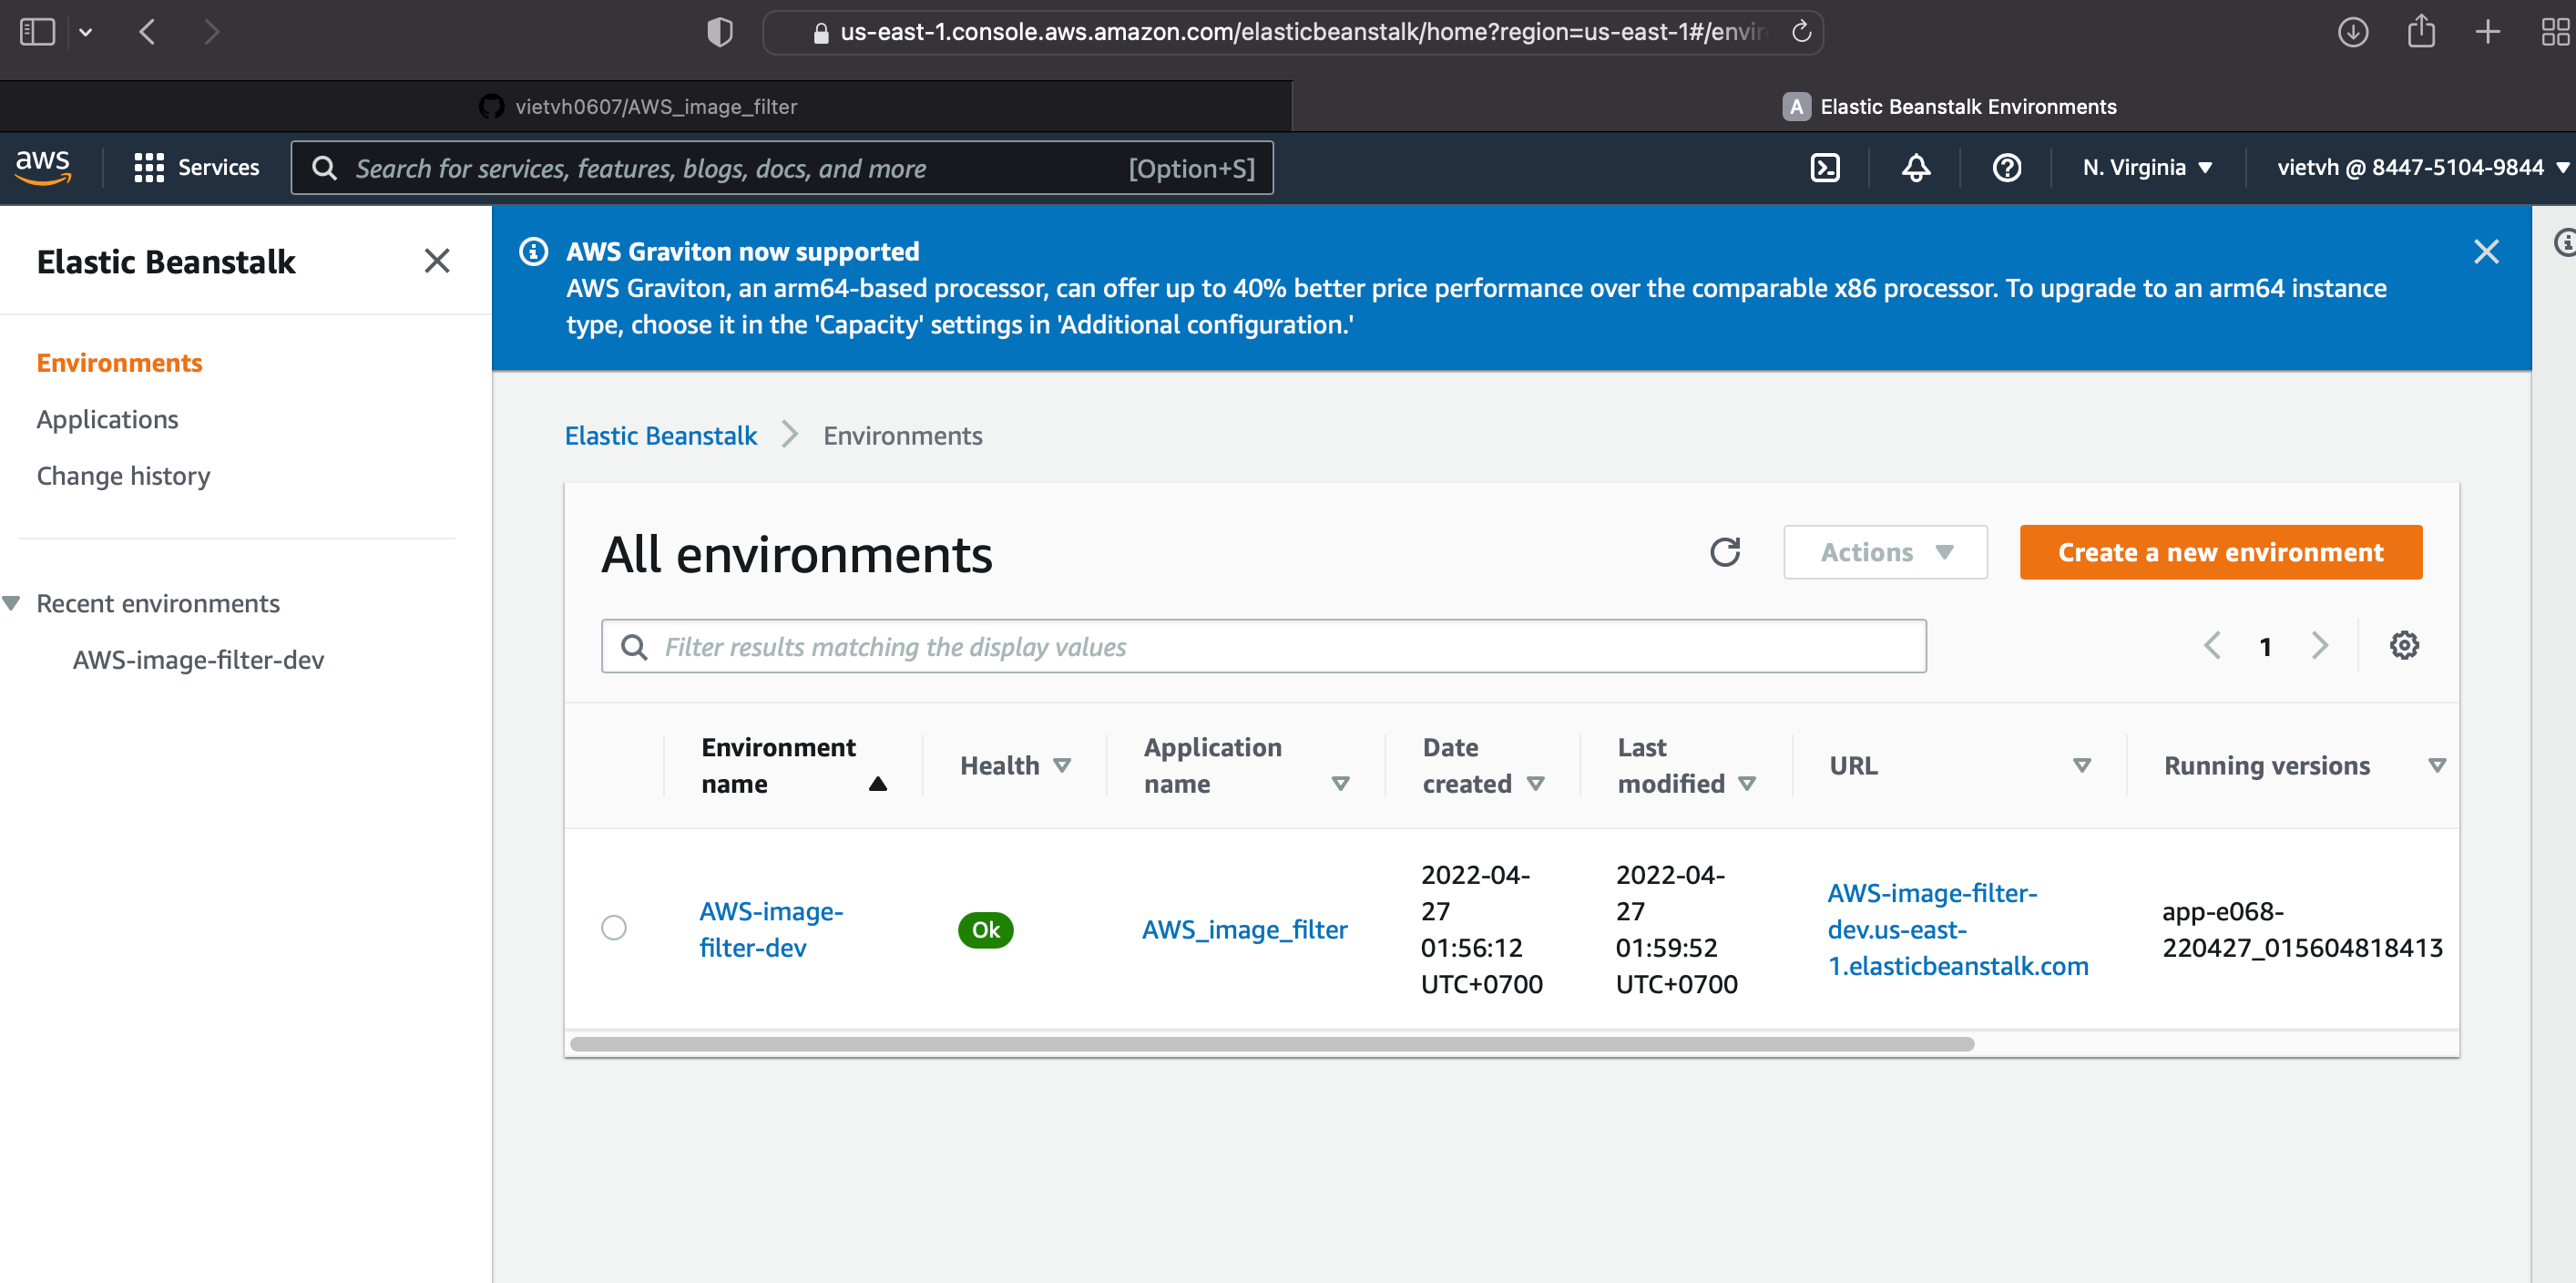 us-east-1.console.aws.amazon.com/elasticbeanstalk/home?region=us-east-1#/envir
vietvh0607/AWS_image_filter
A Elastic Beanstalk Environments
aws
Services
Search for services, features, blogs, docs, and more
[Option+S]
N. Virginia
vietvh @ 8447-5104-9844
Elastic Beanstalk
Environments
Applications
Change history
Recent environments
AWS-image-filter-dev
AWS Graviton now supported
AWS Graviton, an arm64-based processor, can offer up to 40% better price performance over the comparable x86 processor. To upgrade to an arm64 instance
type, choose it in the 'Capacity' settings in 'Additional configuration.'
Elastic Beanstalk
Environments
All environments
Actions
Create a new environment
Filter results matching the display values
1
Environment
name
Health
Application
name
Date
created
Last
modified
URL
Running versions
AWS-image-
filter-dev
Ok
AWS_image_filter
2022-04-
27
01:56:12
UTC+0700
2022-04-
27
01:59:52
UTC+0700
AWS-image-filter-
dev.us-east-
1.elasticbeanstalk.com
app-e068-
220427_015604818413